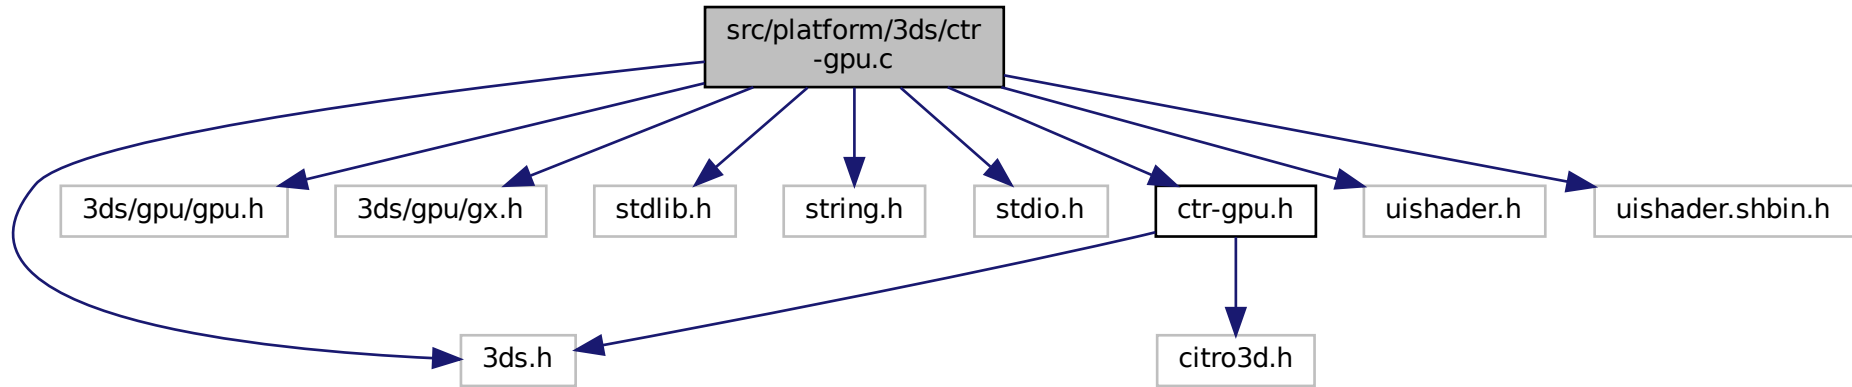 src/platform/3ds/ctr
-gpu.c
3ds/gpu/gpu.h
3ds/gpu/gx.h
stdlib.h
string.h
stdio.h
ctr-gpu.h
uishader.h
uishader.shbin.h
3ds.h
citro3d.h